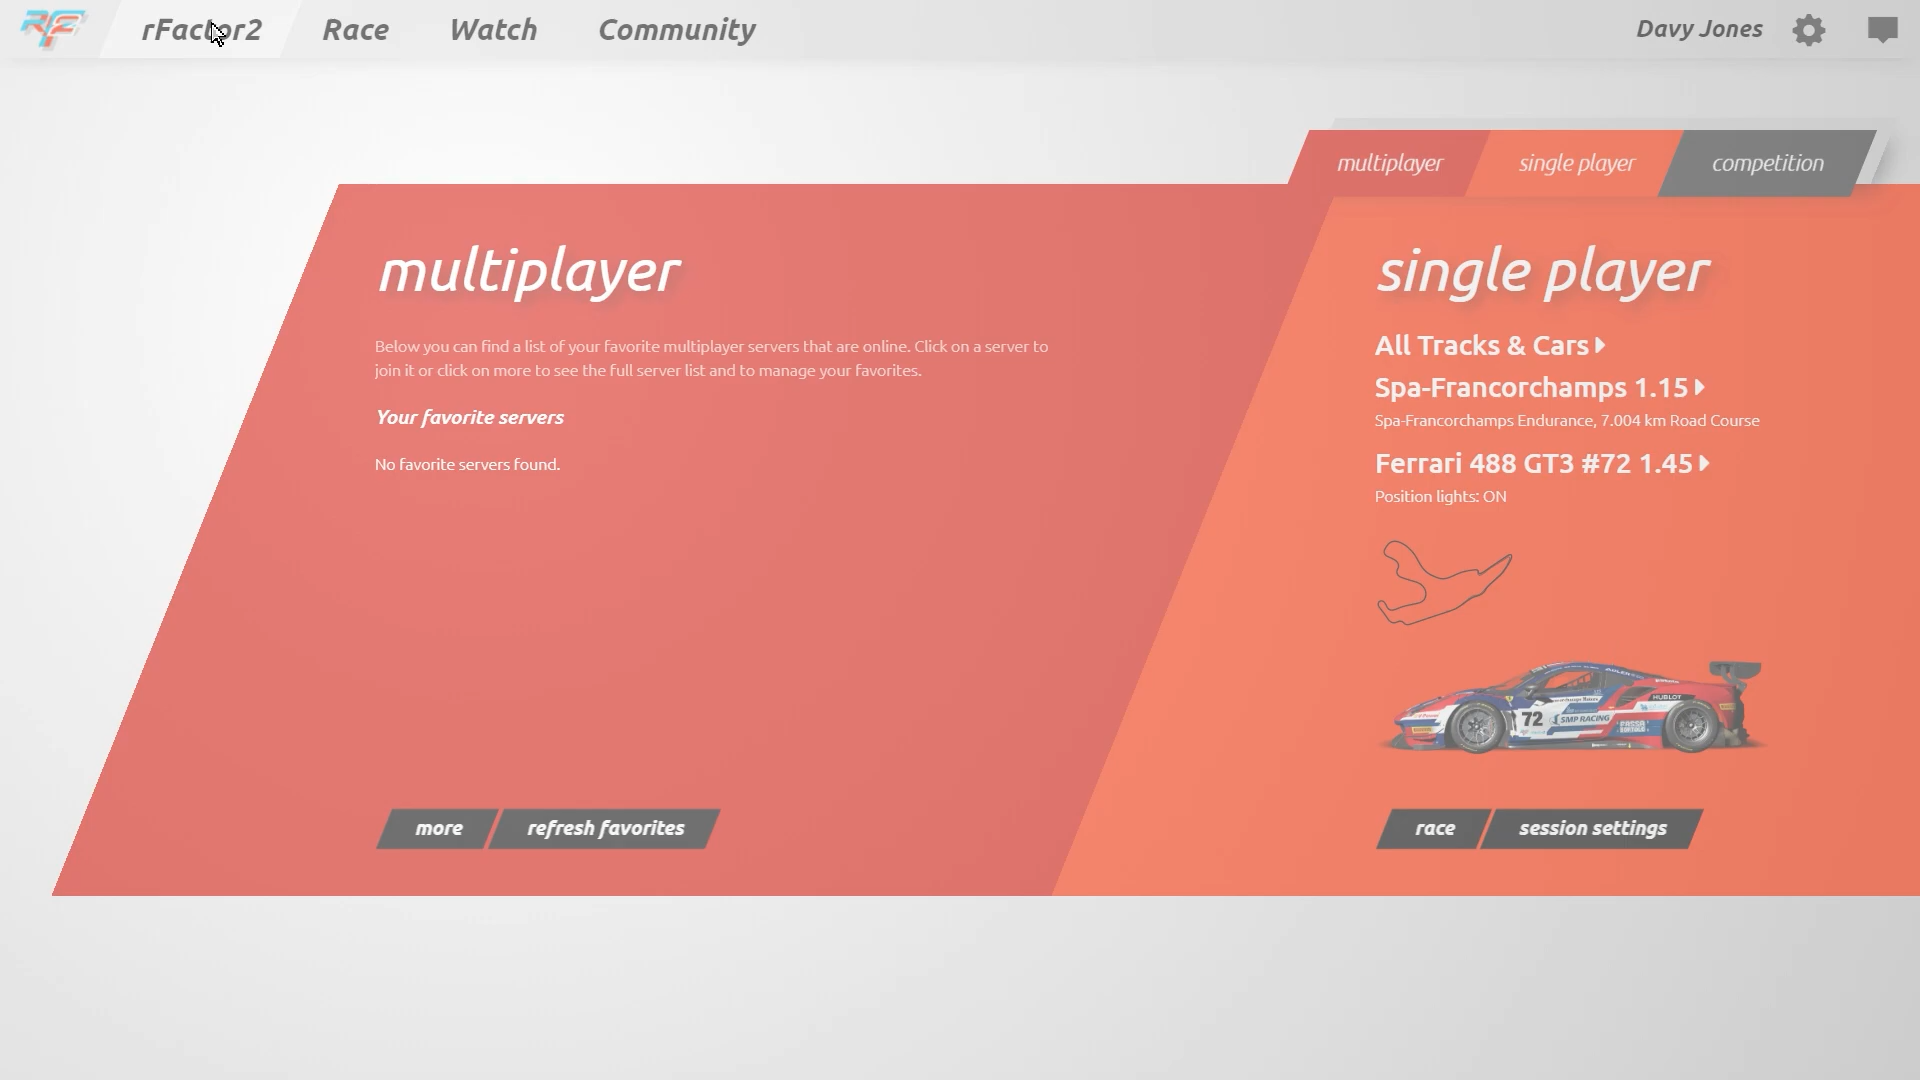 rF2
rFactor2 Race Watch Community Davy Jones
multiplayer single player competition
multiplayer
Below you can find a list of your favorite multiplayer servers that are online. Click on a server to
join it or click on more to see the full server list and to manage your favorites.
Your favorite servers
No favorite servers found.
more refresh favorites
single player
All Tracks & Cars
Spa-Francorchamps 1.15
Spa-Francorchamps Endurance, 7.004 km Road Course
Ferrari 488 GT3 #72 1.45
Position lights: ON
HUBLOT
72 SMP RACING
race session settings